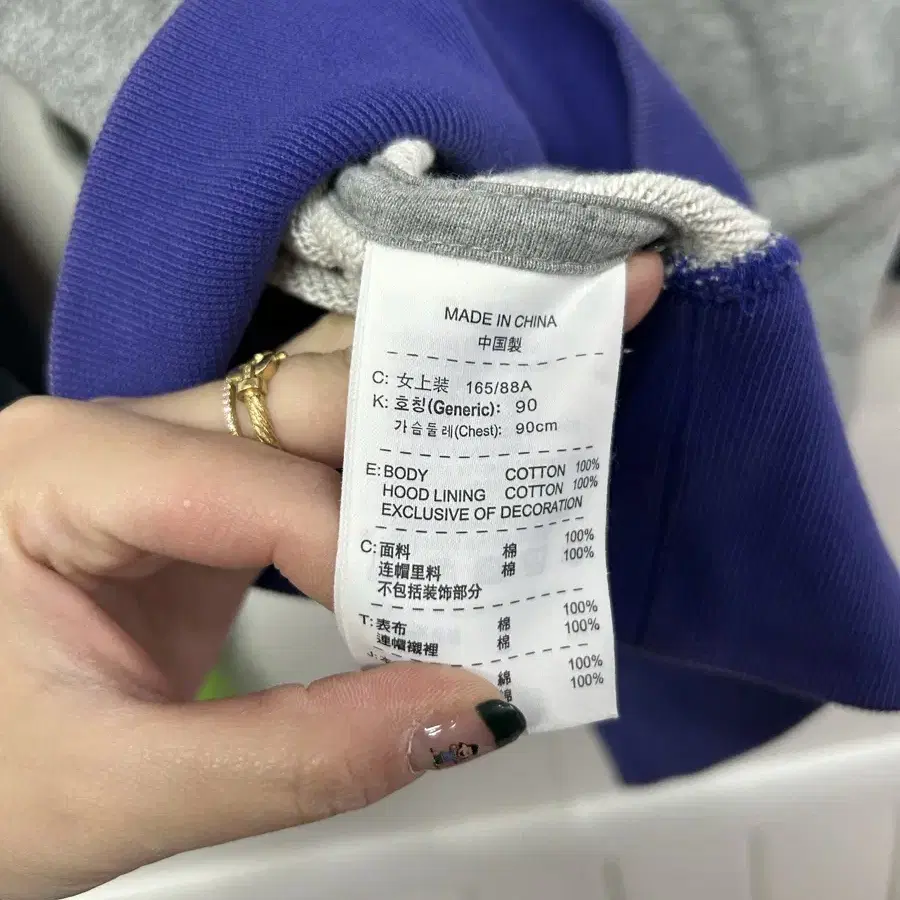 MADE IN CHINA
中国製
C: 女上装 165/88A
K: 호칭(Generic): 90
가슴둘레(Chest): 90cm
E: BODY COTTON 100%
HOOD LINING COTTON 100%
EXCLUSIVE OF DECORATION
C: 面料 棉 100%
连帽里料 棉 100%
不包括装饰部分
T: 表布 棉 100%
連帽襯裡 棉 100%
綿 100%
綿 100%